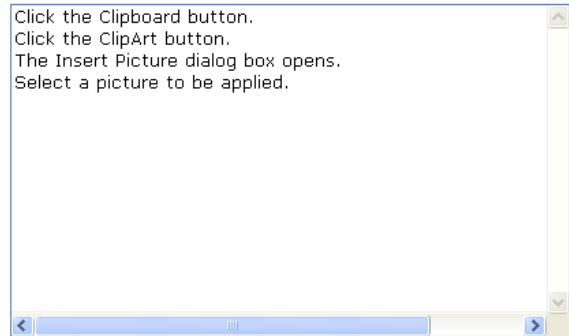 Click the Clipboard button.
Click the ClipArt button.
The Insert Picture dialog box opens.
Select a picture to be applied.